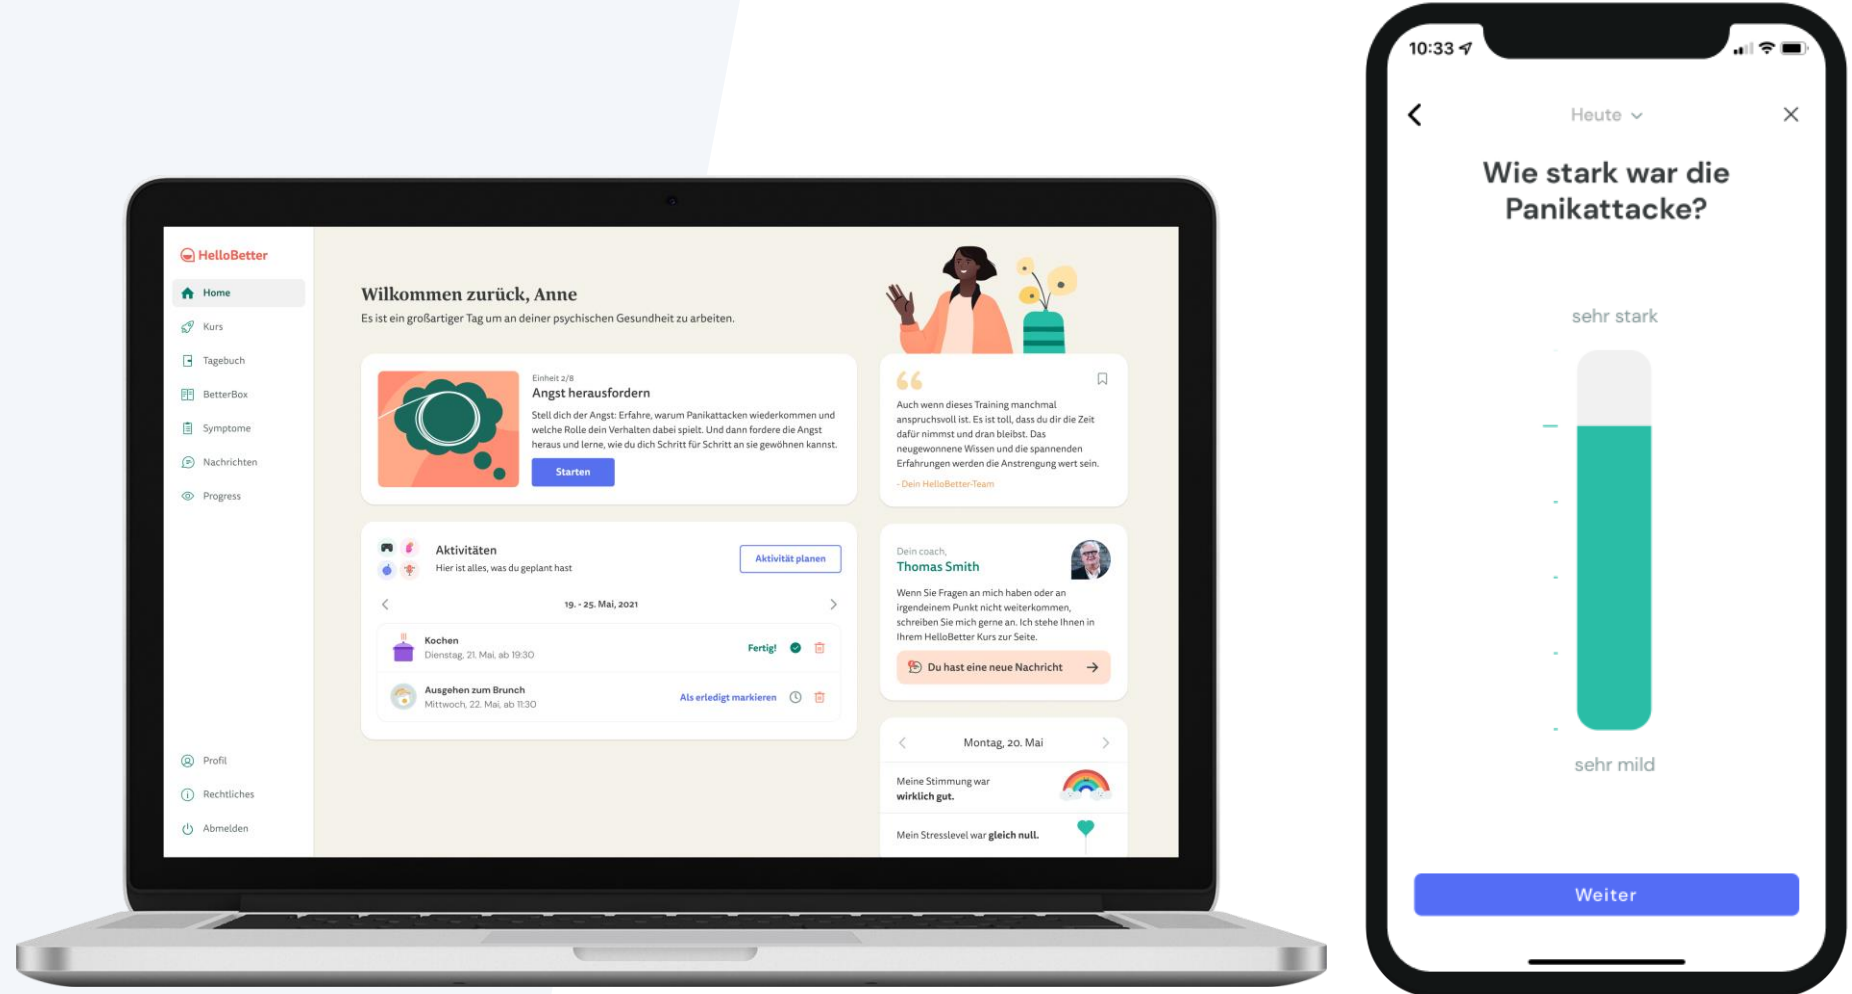 HelloBetter
Home
Kurs
Tagebuch
BetterBox
Symptome
Nachrichten
Progress
Profil
Rechtliches
Abmelden
Wilkommen zurück, Anne
Es ist ein großartiger Tag um an deiner psychischen Gesundheit zu arbeiten.
Einheit 2/8
Angst herausfordern
Stell dich der Angst: Erfahre, warum Panikattacken wiederkommen und
welche Rolle dein Verhalten dabei spielt. Und dann fordere die Angst
heraus und lerne, wie du dich Schritt für Schritt an sie gewöhnen kannst.
Starten
Aktivitäten
Hier ist alles, was du geplant hast
Aktivität planen
19. - 25. Mai, 2021
Kochen
Dienstag, 21. Mai, ab 19:30
Fertig!
Ausgehen zum Brunch
Mittwoch, 22. Mai, ab 11:30
Als erledigt markieren
Auch wenn dieses Training manchmal
anspruchsvoll ist. Es ist toll, dass du dir die Zeit
dafür nimmst und dran bleibst. Das
neugewonnene Wissen und die spannenden
Erfahrungen werden die Anstrengung wert sein.
- Dein HelloBetter-Team
Dein coach,
Thomas Smith
Wenn Sie Fragen an mich haben oder an
irgendeinem Punkt nicht weiterkommen,
schreiben Sie mich gerne an. Ich stehe Ihnen in
Ihrem HelloBetter Kurs zur Seite.
Du hast eine neue Nachricht
Montag, 20. Mai
Meine Stimmung war
wirklich gut.
Mein Stresslevel war gleich null.
10:33
Heute
Wie stark war die
Panikattacke?
sehr stark
sehr mild
Weiter